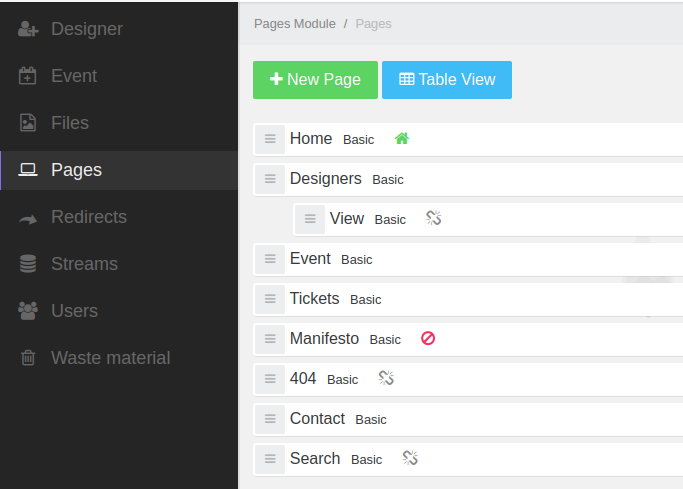 Designer
Event
Files
Pages
Redirects
Streams
Users
Waste material
Pages Module / Pages
New Page
Table View
Home Basic
Designers Basic
View Basic
Event Basic
Tickets Basic
Manifesto Basic
404 Basic
Contact Basic
Search Basic